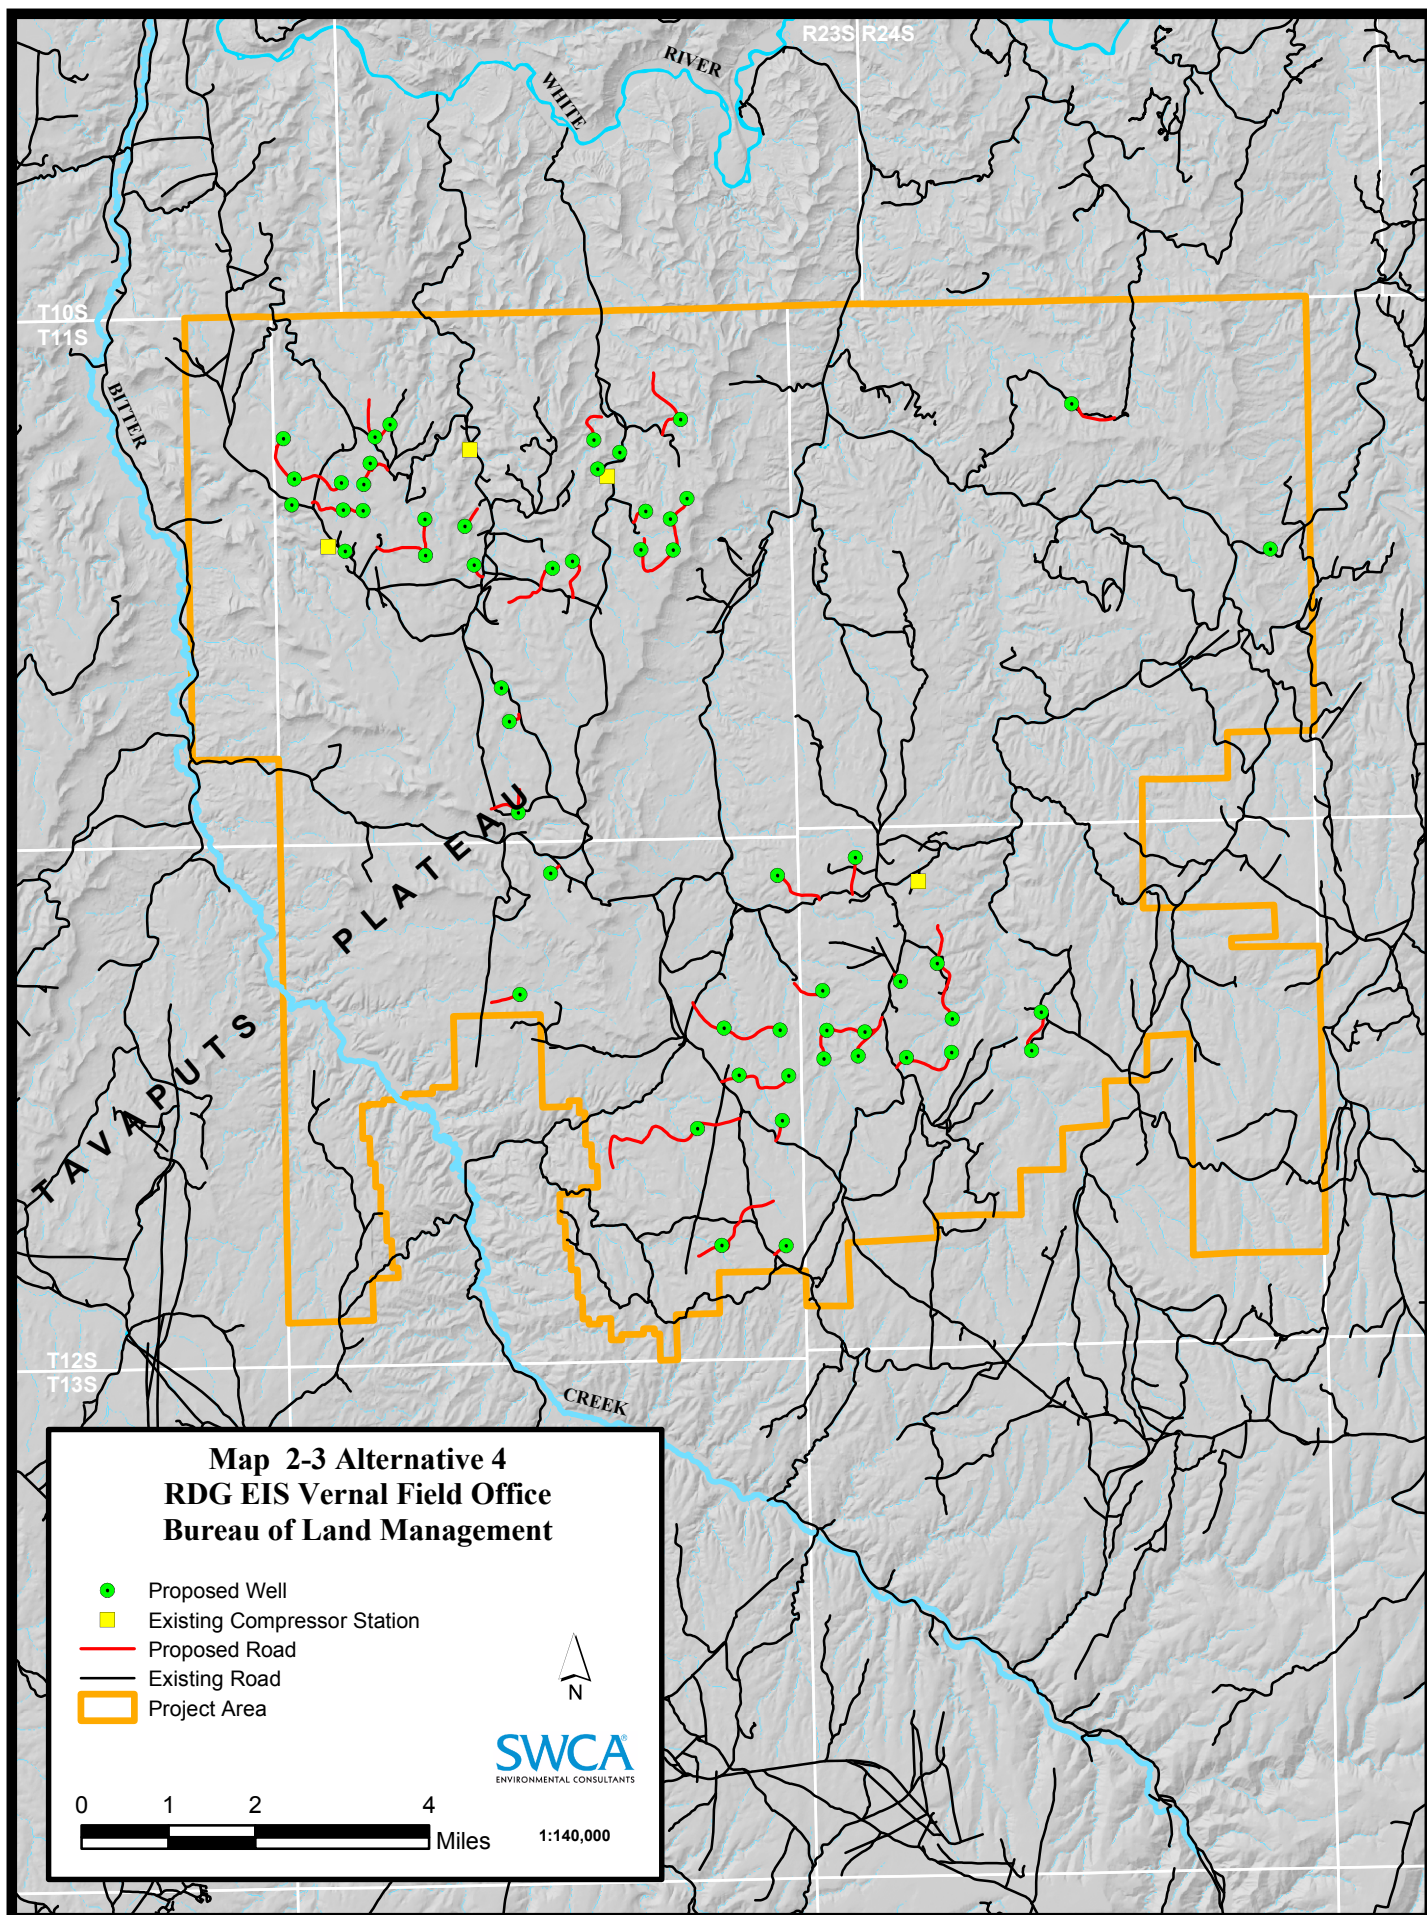 R23S R24S
WHITE RIVER
T10S
T11S
BITTER
TAVAPUTS PLATEAU
T12S
T13S
CREEK
Map 2-3 Alternative 4
RDG EIS Vernal Field Office
Bureau of Land Management
Proposed Well
Existing Compressor Station
Proposed Road
Existing Road
Project Area
N
SWCA®
ENVIRONMENTAL CONSULTANTS
0 1 2 4
Miles
1:140,000